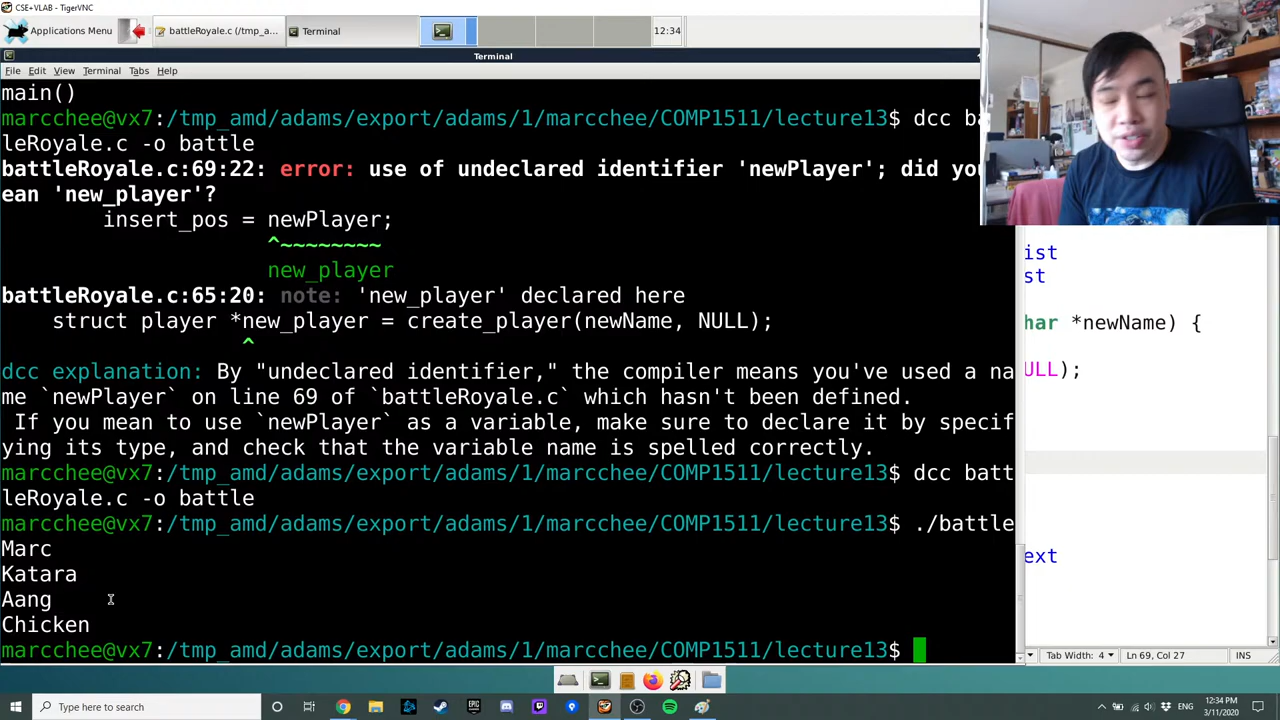 CSE+VLAB - TigerVNC
Applications Menu
battleRoyale.c (/tmp_a...
Terminal
12:34
Terminal
File Edit View Terminal Tabs Help
main()
marcchee@vx7:/tmp_amd/adams/export/adams/1/marcchee/COMP1511/lecture13$ dcc ba
leRoyale.c -o battle
battleRoyale.c:69:22: error: use of undeclared identifier 'newPlayer'; did you
ean 'new_player'?
insert_pos = newPlayer;
^~~~~~~~~
new_player
battleRoyale.c:65:20: note: 'new_player' declared here
struct player *new_player = create_player(newName, NULL);
^
dcc explanation: By "undeclared identifier," the compiler means you've used a na
me `newPlayer` on line 69 of `battleRoyale.c` which hasn't been defined.
If you mean to use `newPlayer` as a variable, make sure to declare it by specif
ying its type, and check that the variable name is spelled correctly.
marcchee@vx7:/tmp_amd/adams/export/adams/1/marcchee/COMP1511/lecture13$ dcc batt
leRoyale.c -o battle
marcchee@vx7:/tmp_amd/adams/export/adams/1/marcchee/COMP1511/lecture13$ ./battle
Marc
Katara
Aang
Chicken
marcchee@vx7:/tmp_amd/adams/export/adams/1/marcchee/COMP1511/lecture13$
ist
st
har *newName) {
ULL);
ext
Tab Width: 4
Ln 69, Col 27
INS
Type here to search
ENG
12:34 PM
3/11/2020